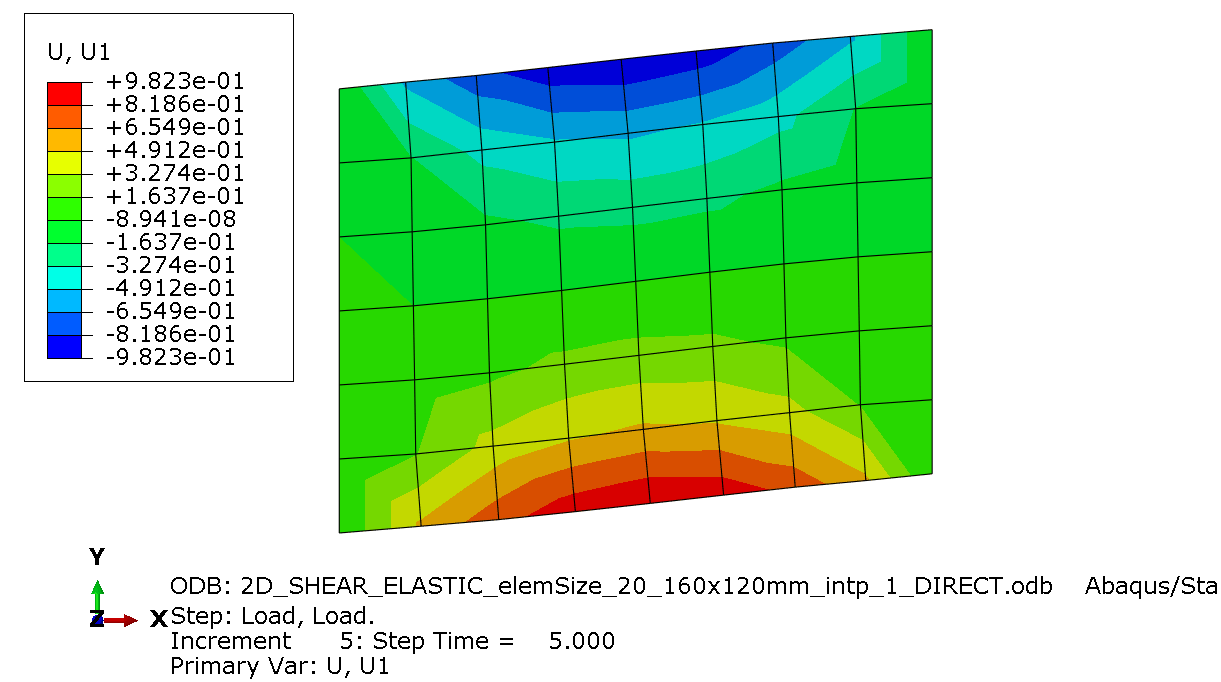 U, U1
+9.823e-01
+8.186e-01
+6.549e-01
+4.912e-01
+3.274e-01
+1.637e-01
-8.941e-08
-1.637e-01
-3.274e-01
-4.912e-01
-6.549e-01
-8.186e-01
-9.823e-01
Y
Z
X
ODB: 2D_SHEAR_ELASTIC_elemSize_20_160x120mm_intp_1_DIRECT.odb Abaqus/Sta
Step: Load, Load.
Increment 5: Step Time = 5.000
Primary Var: U, U1